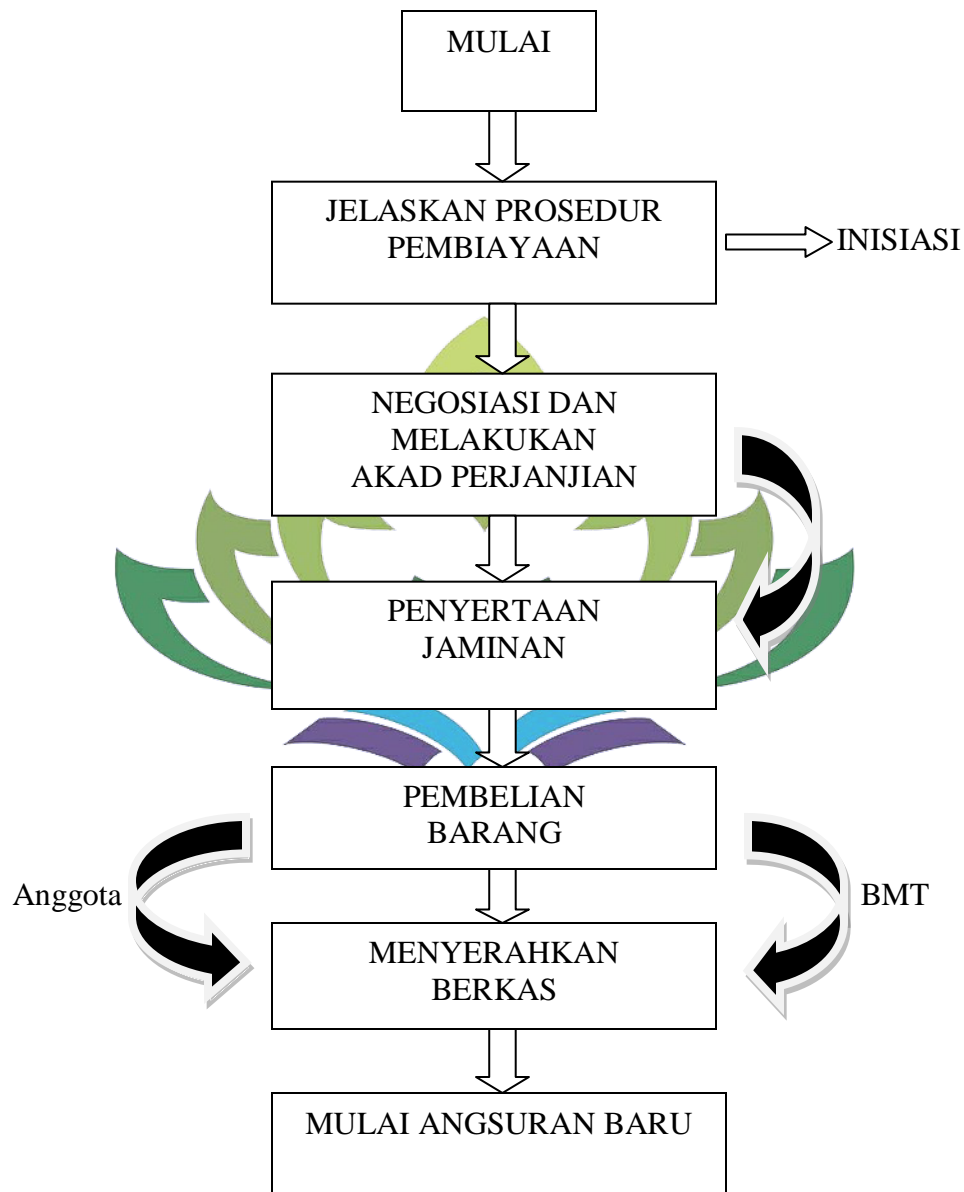 MULAI
JELASKAN PROSEDUR
PEMBIAYAAN
INISIASI
NEGOSIASI DAN
MELAKUKAN
AKAD PERJANJIAN
PENYERTAAN
JAMINAN
PEMBELIAN
BARANG
Anggota
BMT
MENYERAHKAN
BERKAS
MULAI ANGSURAN BARU